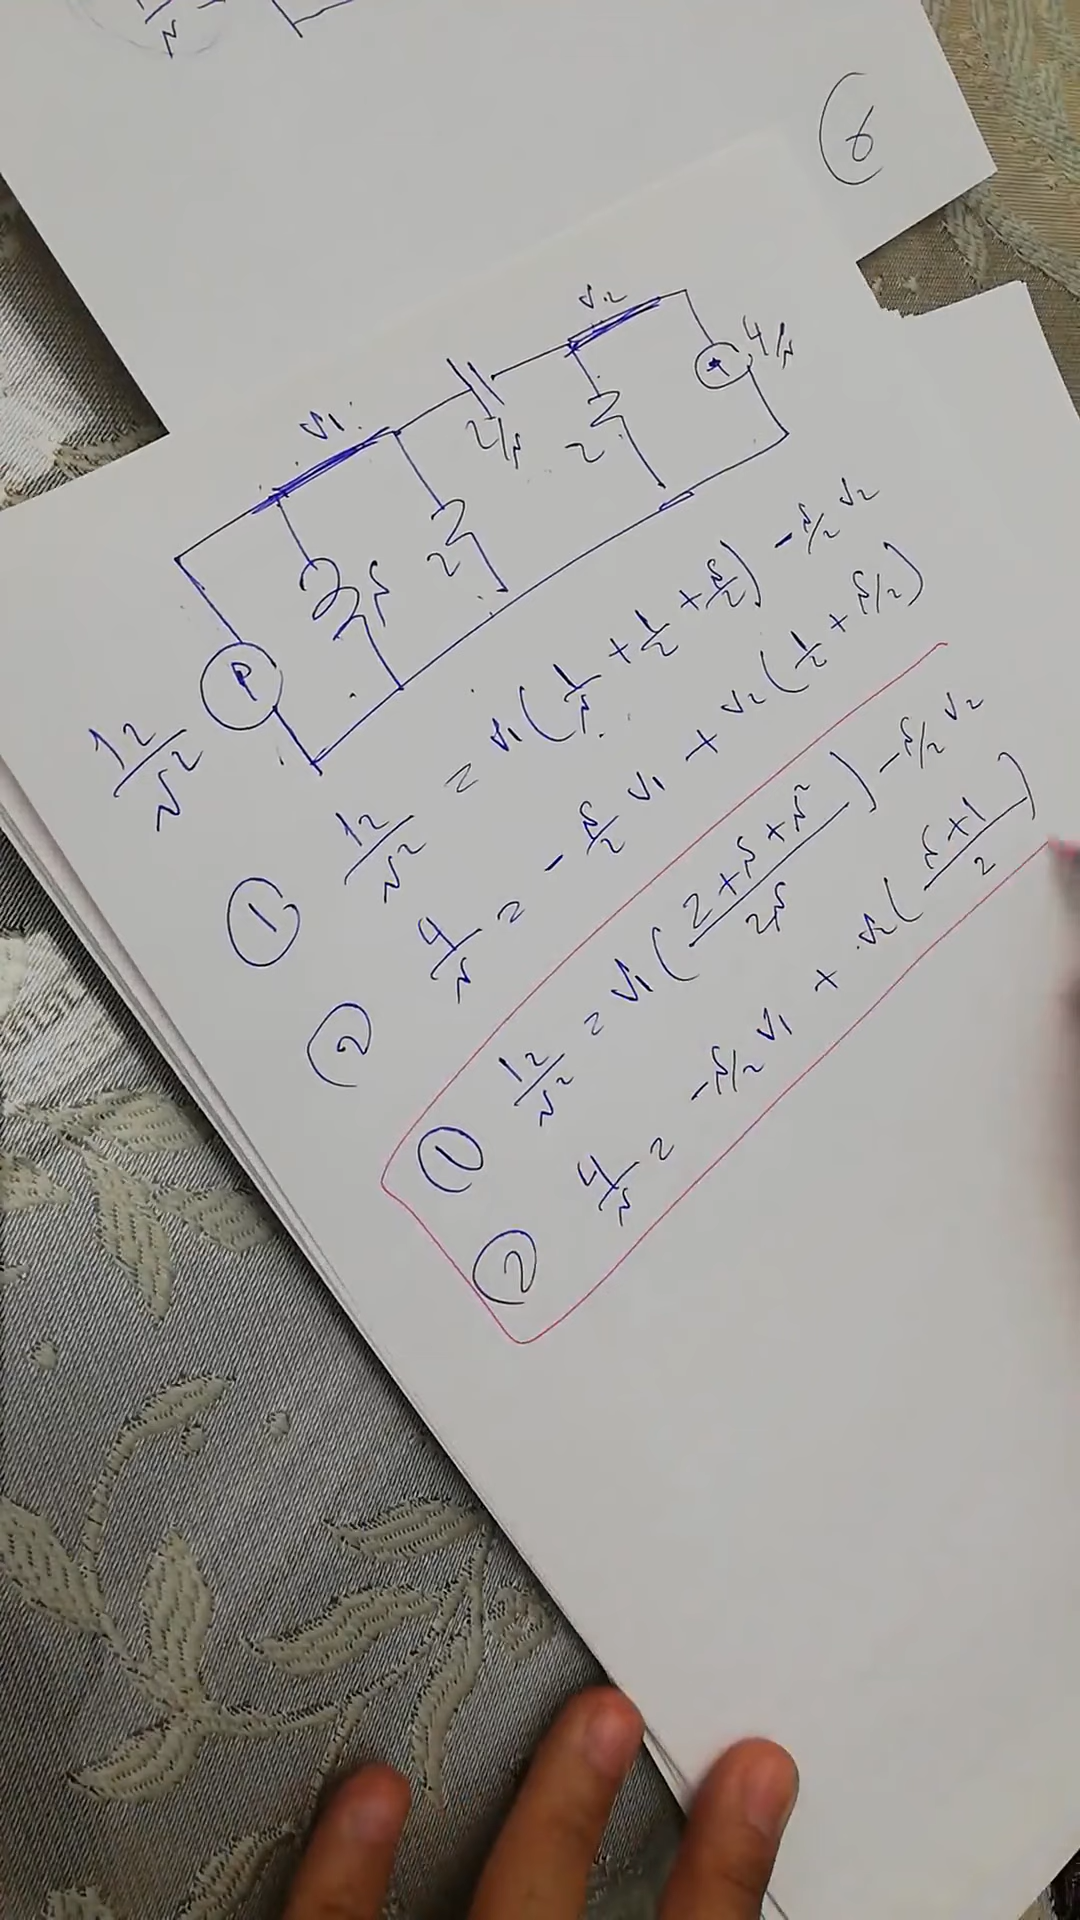 6
V1
2/s
V2
4/s
s
2
2
12/s²
① 12/s² = V1(1/s + 1/2 + s/2) - s/2 V2
② 4/s = - s/2 V1 + V2(1/2 + s/2)
① 12/s² = V1((2+s+s²)/2s) - s/2 V2
② 4/s = -s/2 V1 + V2((s+1)/2)